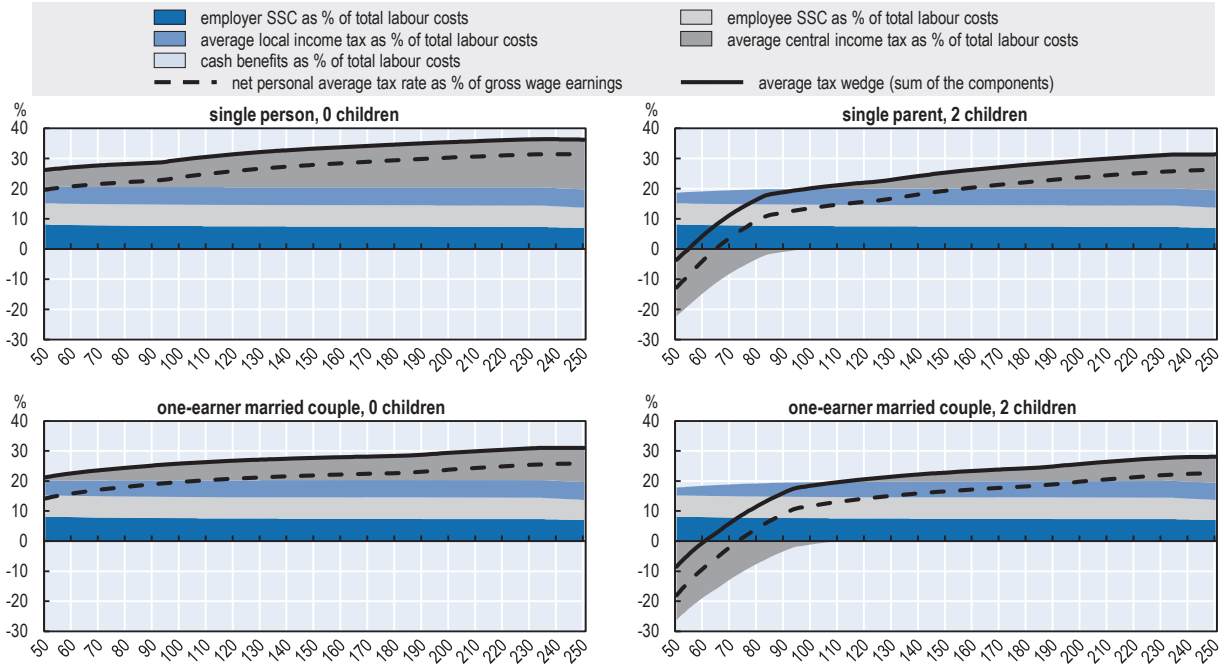 employer SSC as % of total labour costs
employee SSC as % of total labour costs
average local income tax as % of total labour costs
average central income tax as % of total labour costs
cash benefits as % of total labour costs
net personal average tax rate as % of gross wage earnings
average tax wedge (sum of the components)
%
single person, 0 children
40
30
20
10
0
-10
-20
-30
50 60 70 80 90 100 110 120 130 140 150 160 170 180 190 200 210 220 230 240 250
%
single parent, 2 children
40
30
20
10
0
-10
-20
-30
50 60 70 80 90 100 110 120 130 140 150 160 170 180 190 200 210 220 230 240 250
%
one-earner married couple, 0 children
40
30
20
10
0
-10
-20
-30
50 60 70 80 90 100 110 120 130 140 150 160 170 180 190 200 210 220 230 240 250
%
one-earner married couple, 2 children
40
30
20
10
0
-10
-20
-30
50 60 70 80 90 100 110 120 130 140 150 160 170 180 190 200 210 220 230 240 250